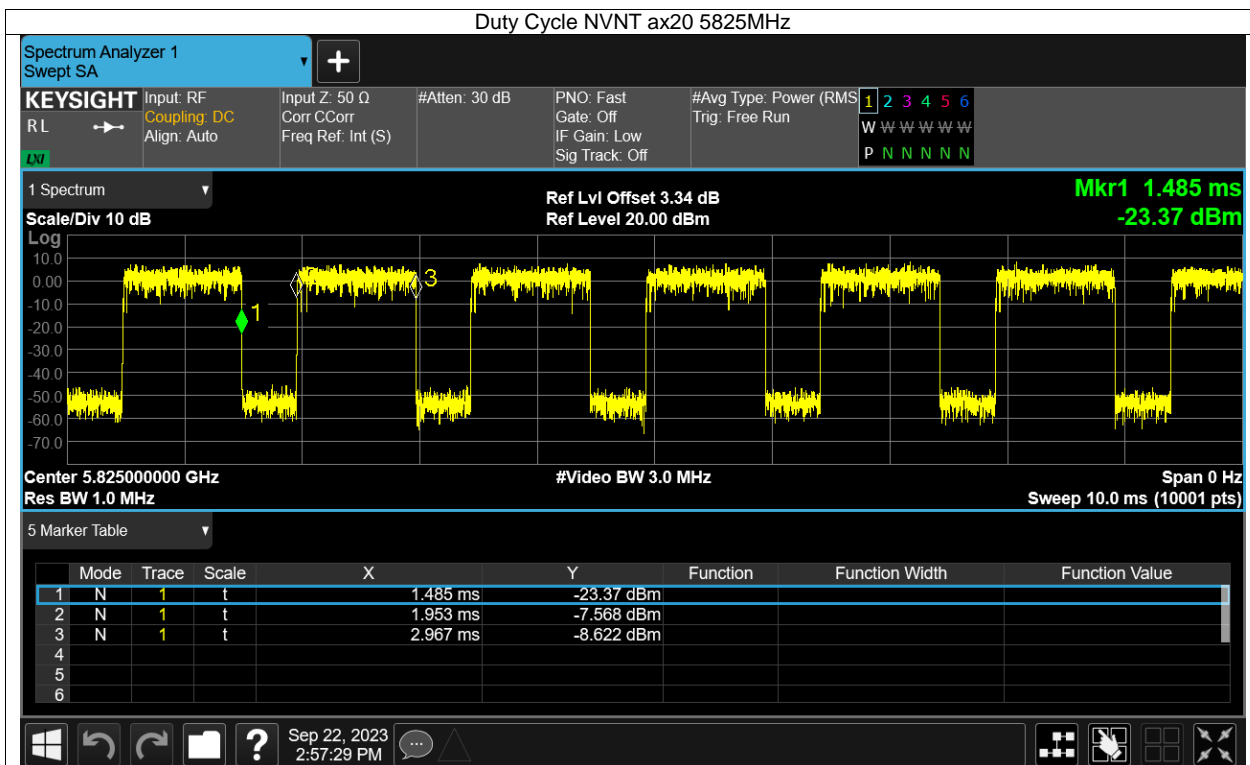 Duty Cycle NVNT ax20 5825MHz
Spectrum Analyzer 1
Swept SA
KEYSIGHT
R L
LXI
Input: RF
Coupling: DC
Align: Auto
Input Z: 50 Ω
Corr CCorr
Freq Ref: Int (S)
#Atten: 30 dB
PNO: Fast
Gate: Off
IF Gain: Low
Sig Track: Off
#Avg Type: Power (RMS
Trig: Free Run
1 2 3 4 5 6
W W W W W W
P N N N N N
1 Spectrum
Scale/Div 10 dB
Ref Lvl Offset 3.34 dB
Ref Level 20.00 dBm
Mkr1 1.485 ms
-23.37 dBm
Log
10.0
0.00
-10.0
-20.0
-30.0
-40.0
-50.0
-60.0
-70.0
1
3
Center 5.825000000 GHz
#Video BW 3.0 MHz
Span 0 Hz
Res BW 1.0 MHz
Sweep 10.0 ms (10001 pts)
5 Marker Table
Mode Trace Scale X Y Function Function Width Function Value
1 N 1 t 1.485 ms -23.37 dBm
2 N 1 t 1.953 ms -7.568 dBm
3 N 1 t 2.967 ms -8.622 dBm
4
5
6
?
Sep 22, 2023
2:57:29 PM